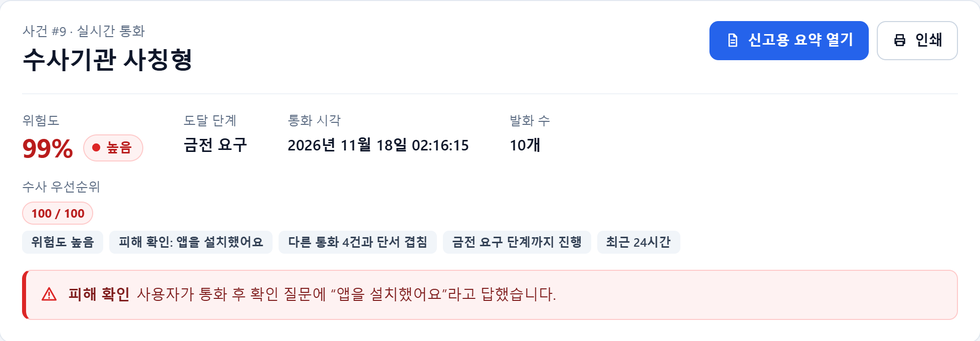 사건 #9 · 실시간 통화
수사기관 사칭형
신고용 요약 열기
인쇄
위험도
99%
높음
도달 단계
금전 요구
통화 시각
2026년 11월 18일 02:16:15
발화 수
10개
수사 우선순위
100 / 100
위험도 높음
피해 확인: 앱을 설치했어요
다른 통화 4건과 단서 겹침
금전 요구 단계까지 진행
최근 24시간
피해 확인 사용자가 통화 후 확인 질문에 “앱을 설치했어요”라고 답했습니다.